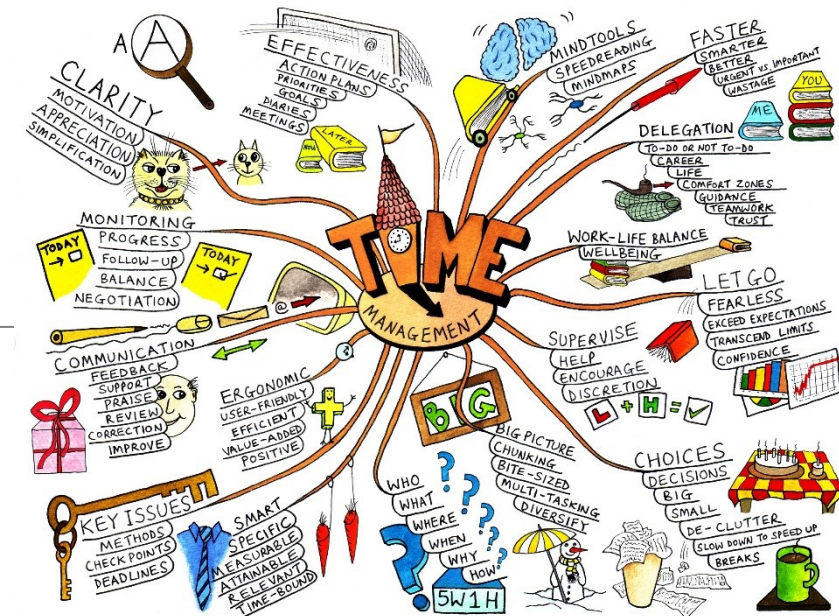 TIME
MANAGEMENT
A
A
CLARITY
MOTIVATION
APPRECIATION
SIMPLIFICATION
EFFECTIVENESS
ACTION PLANS
PRIORITIES
GOALS
DIARIES
MEETINGS
@
NOW
LATER
MINDTOOLS
SPEEDREADING
MINDMAPS
FASTER
SMARTER
BETTER
URGENT VS. IMPORTANT
WASTAGE
YOU
ME
DELEGATION
TO-DO OR NOT TO-DO
CAREER
LIFE
COMFORT ZONES
GUIDANCE
TEAMWORK
TRUST
WORK-LIFE BALANCE
WELLBEING
LET GO
FEARLESS
EXCEED EXPECTATIONS
TRANSCEND LIMITS
CONFIDENCE
SUPERVISE
HELP
ENCOURAGE
DISCRETION
L + H = ✓
CHOICES
DECISIONS
BIG
SMALL
DE-CLUTTER
SLOW DOWN TO SPEED UP
BREAKS
BIG
BIG PICTURE
CHUNKING
BITE-SIZED
MULTI-TASKING
DIVERSIFY
WHO
WHAT
WHERE
WHEN
WHY
HOW
? ? ? ? ? ?
5W1H
SMART
SPECIFIC
MEASURABLE
ATTAINABLE
RELEVANT
TIME-BOUND
KEY ISSUES
METHODS
CHECK POINTS
DEADLINES
ERGONOMIC
USER-FRIENDLY
EFFICIENT
VALUE-ADDED
POSITIVE
COMMUNICATION
FEEDBACK
SUPPORT
PRAISE
REVIEW
CORRECTION
IMPROVE
@
MONITORING
PROGRESS
FOLLOW-UP
BALANCE
NEGOTIATION
TODAY
TODAY